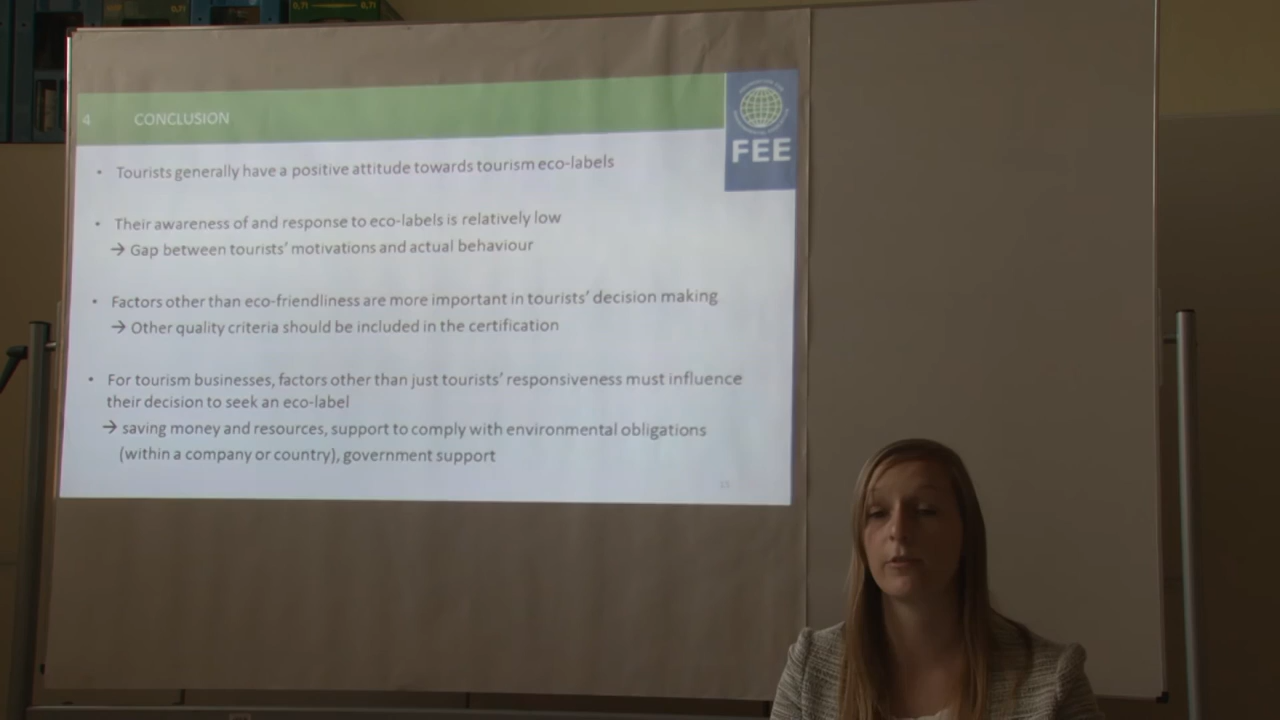 0,7l 0,7l
4 CONCLUSION
FEE
• Tourists generally have a positive attitude towards tourism eco-labels
• Their awareness of and response to eco-labels is relatively low
→ Gap between tourists’ motivations and actual behaviour
• Factors other than eco-friendliness are more important in tourists’ decision making
→ Other quality criteria should be included in the certification
• For tourism businesses, factors other than just tourists’ responsiveness must influence
their decision to seek an eco-label
→ saving money and resources, support to comply with environmental obligations
(within a company or country), government support